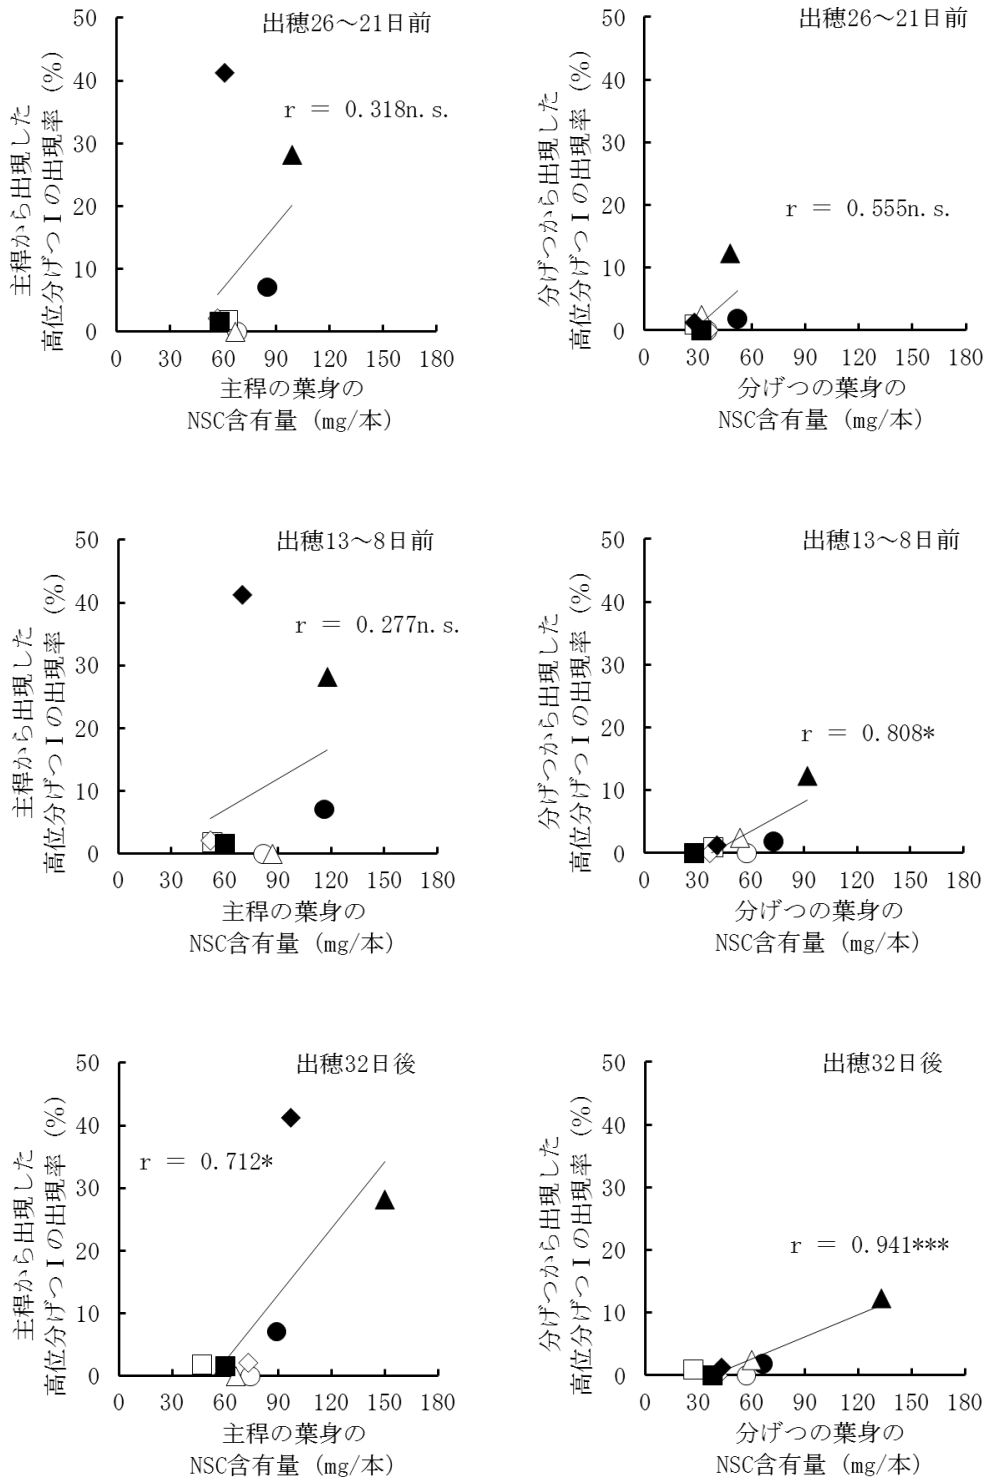 出穂26～21日前
r = 0.318n.s.
主稈から出現した
高位分げつⅠの出現率 (%)
50
40
30
20
10
0
0 30 60 90 120 150 180
主稈の葉身の
NSC含有量 (mg/本)
出穂26～21日前
r = 0.555n.s.
分げつから出現した
高位分げつⅠの出現率 (%)
50
40
30
20
10
0
0 30 60 90 120 150 180
分げつの葉身の
NSC含有量 (mg/本)
出穂13～8日前
r = 0.277n.s.
主稈から出現した
高位分げつⅠの出現率 (%)
50
40
30
20
10
0
0 30 60 90 120 150 180
主稈の葉身の
NSC含有量 (mg/本)
出穂13～8日前
r = 0.808*
分げつから出現した
高位分げつⅠの出現率 (%)
50
40
30
20
10
0
0 30 60 90 120 150 180
分げつの葉身の
NSC含有量 (mg/本)
出穂32日後
r = 0.712*
主稈から出現した
高位分げつⅠの出現率 (%)
50
40
30
20
10
0
0 30 60 90 120 150 180
主稈の葉身の
NSC含有量 (mg/本)
出穂32日後
r = 0.941***
分げつから出現した
高位分げつⅠの出現率 (%)
50
40
30
20
10
0
0 30 60 90 120 150 180
分げつの葉身の
NSC含有量 (mg/本)